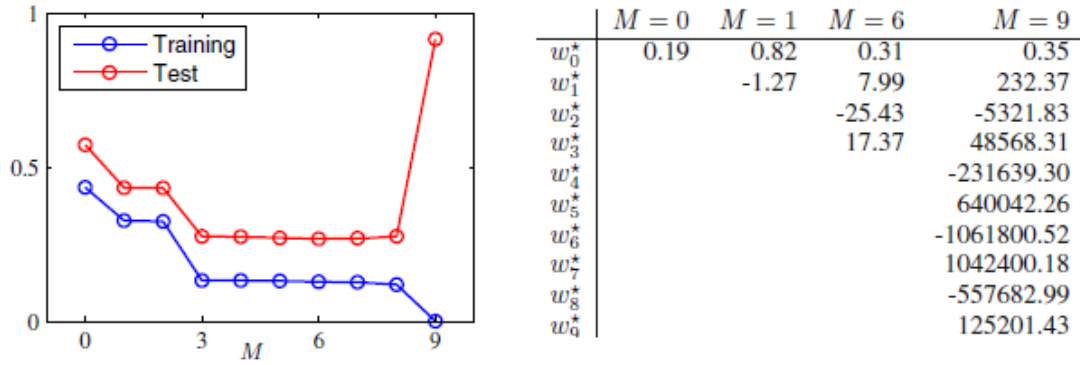 1
Training
Test
0.5
0
0 3 6 9
M
M = 0 M = 1 M = 6 M = 9
w₀* 0.19 0.82 0.31 0.35
w₁* -1.27 7.99 232.37
w₂* -25.43 -5321.83
w₃* 17.37 48568.31
w₄* -231639.30
w₅* 640042.26
w₆* -1061800.52
w₇* 1042400.18
w₈* -557682.99
w₉* 125201.43